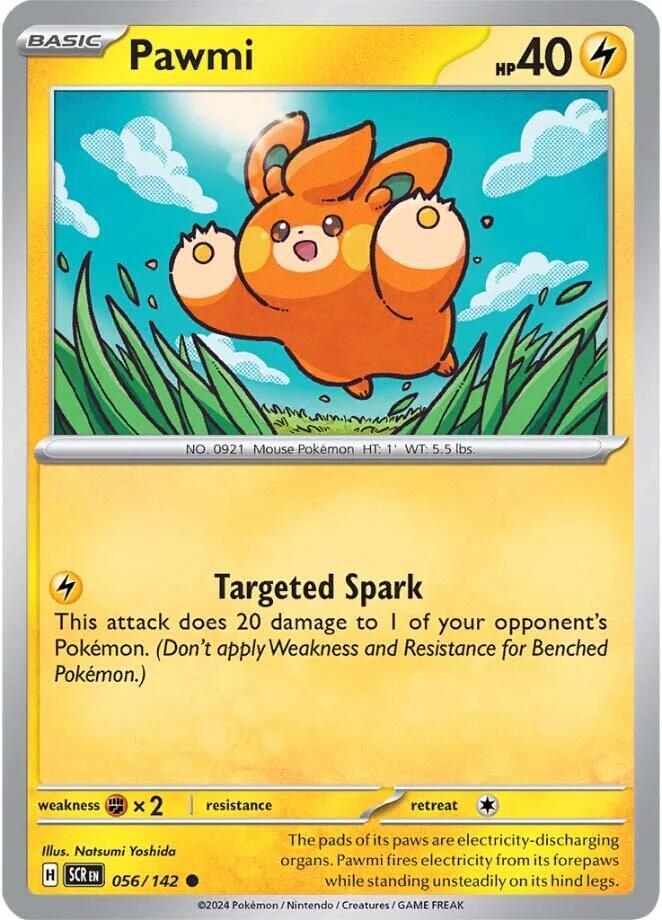 BASIC
Pawmi
HP40
NO. 0921 Mouse Pokémon HT: 1' WT: 5.5 lbs.
Targeted Spark
This attack does 20 damage to 1 of your opponent's
Pokémon. (Don't apply Weakness and Resistance for Benched
Pokémon.)
weakness ×2 resistance retreat
Illus. Natsumi Yoshida
H SCR EN 056/142
The pads of its paws are electricity-discharging
organs. Pawmi fires electricity from its forepaws
while standing unsteadily on its hind legs.
©2024 Pokémon / Nintendo / Creatures / GAME FREAK